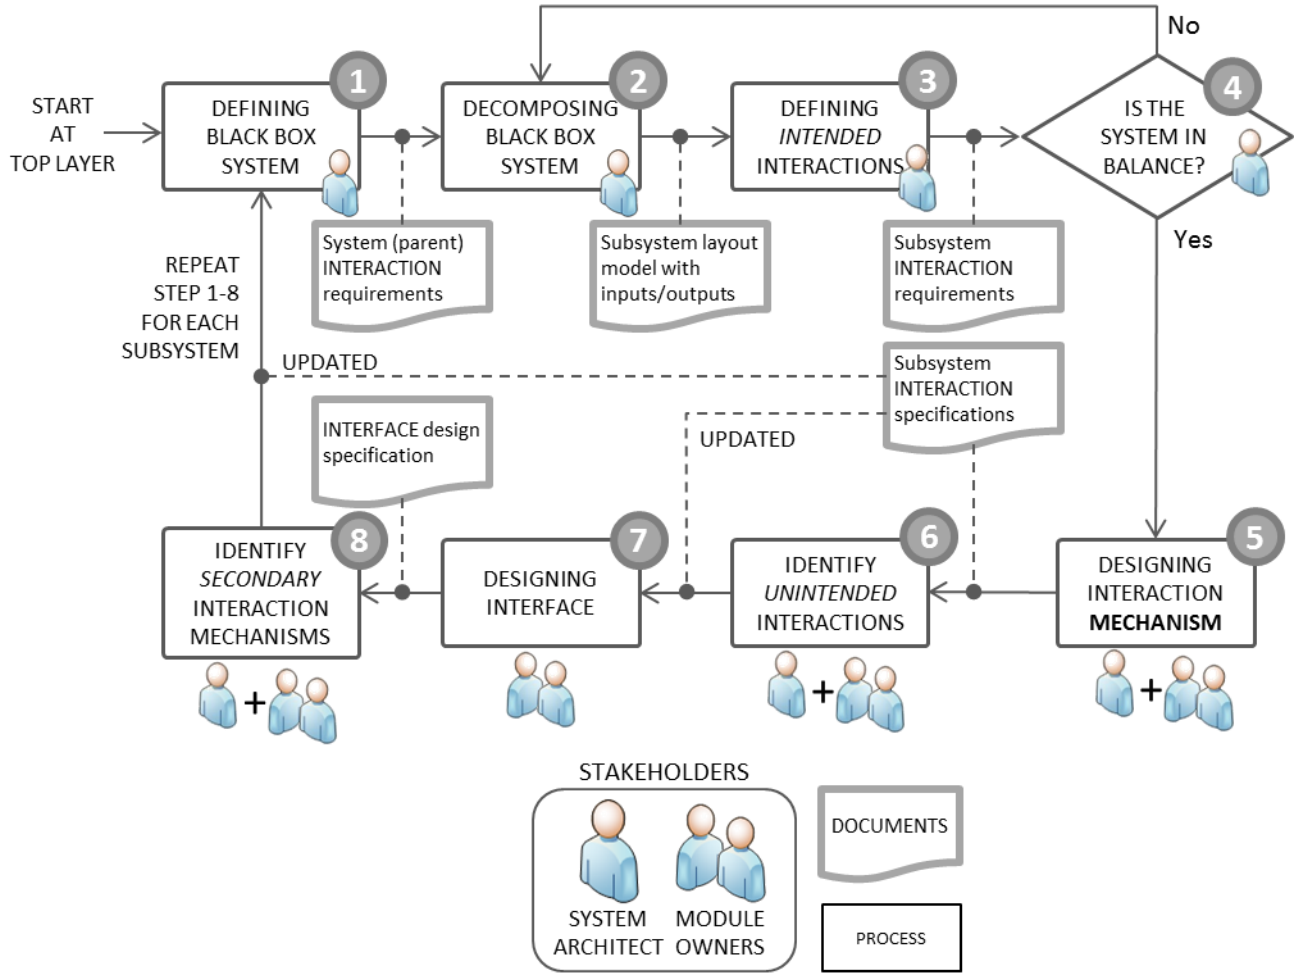 START
AT
TOP LAYER
1
DEFINING
BLACK BOX
SYSTEM
2
DECOMPOSING
BLACK BOX
SYSTEM
3
DEFINING
INTENDED
INTERACTIONS
4
IS THE
SYSTEM IN
BALANCE?
No
Yes
System (parent)
INTERACTION
requirements
Subsystem layout
model with
inputs/outputs
Subsystem
INTERACTION
requirements
REPEAT
STEP 1-8
FOR EACH
SUBSYSTEM
UPDATED
Subsystem
INTERACTION
specifications
UPDATED
INTERFACE design
specification
8
IDENTIFY
SECONDARY
INTERACTION
MECHANISMS
7
DESIGNING
INTERFACE
6
IDENTIFY
UNINTENDED
INTERACTIONS
5
DESIGNING
INTERACTION
MECHANISM
+
+
+
STAKEHOLDERS
SYSTEM
ARCHITECT
MODULE
OWNERS
DOCUMENTS
PROCESS